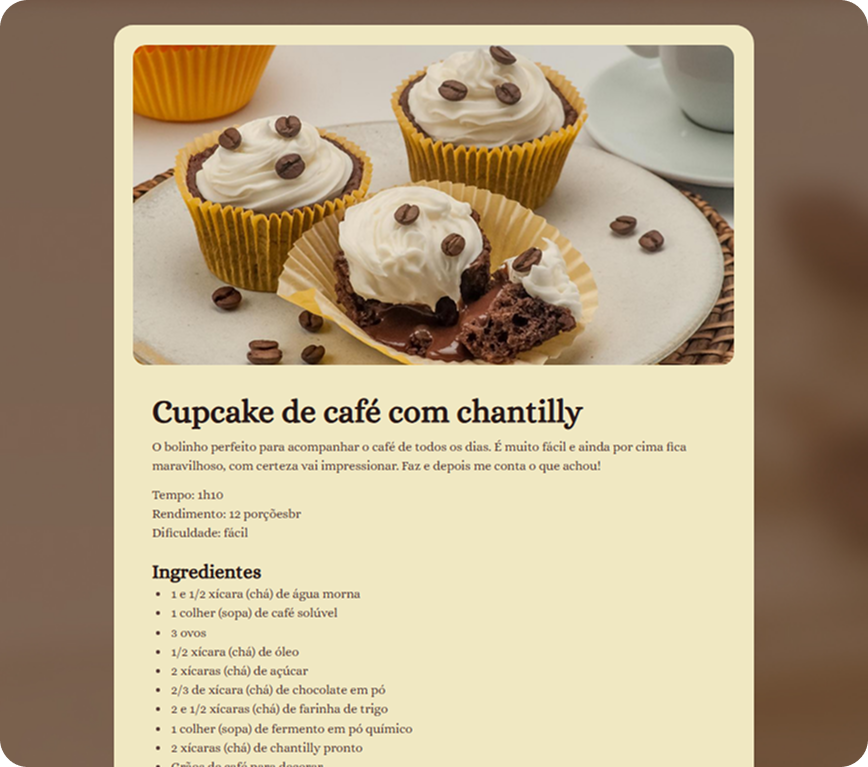 Cupcake de café com chantilly
O bolinho perfeito para acompanhar o café de todos os dias. É muito fácil e ainda por cima fica
maravilhoso, com certeza vai impressionar. Faz e depois me conta o que achou!
Tempo: 1h10
Rendimento: 12 porçõesbr
Dificuldade: fácil
Ingredientes
• 1 e 1/2 xícara (chá) de água morna
• 1 colher (sopa) de café solúvel
• 3 ovos
• 1/2 xícara (chá) de óleo
• 2 xícaras (chá) de açúcar
• 2/3 de xícara (chá) de chocolate em pó
• 2 e 1/2 xícaras (chá) de farinha de trigo
• 1 colher (sopa) de fermento em pó químico
• 2 xícaras (chá) de chantilly pronto
• Grãos de café para decorar